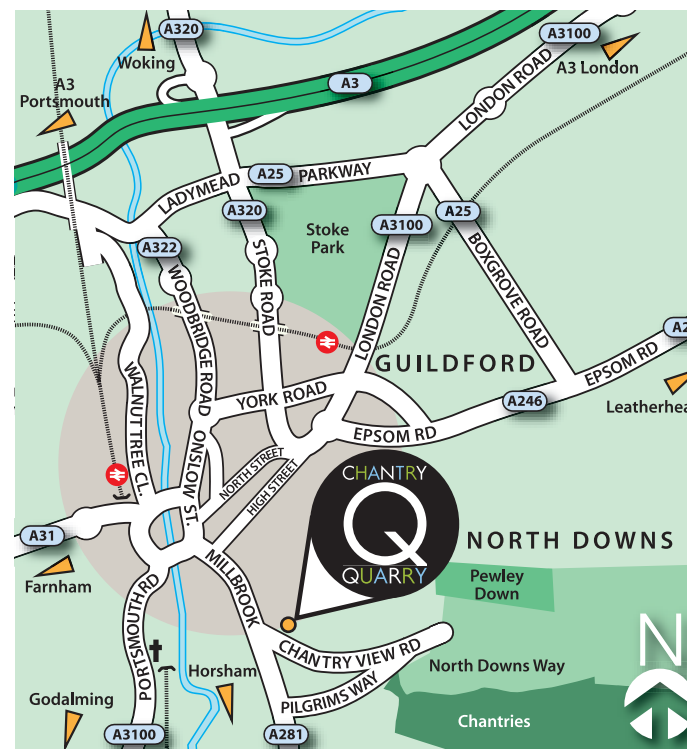 A320
Woking
A3100
A3 London
A3
Portsmouth
A3
LONDON ROAD
LADYMEAD
A25
PARKWAY
A320
Stoke
Park
A3100
A25
A322
STOKE ROAD
WOODBRIDGE ROAD
LONDON ROAD
BOXGROVE ROAD
GUILDFORD
WALNUT TREE CL.
YORK ROAD
EPSOM RD
A246
EPSOM RD
A2
Leatherhea
ONSLOW ST.
NORTH STREET
HIGH STREET
CHANTRY
Q
QUARRY
A31
Farnham
NORTH DOWNS
Pewley
Down
MILLBROOK
PORTSMOUTH RD
CHANTRY VIEW RD
North Downs Way
N
Horsham
PILGRIMS WAY
Godalming
Chantries
A3100
A281